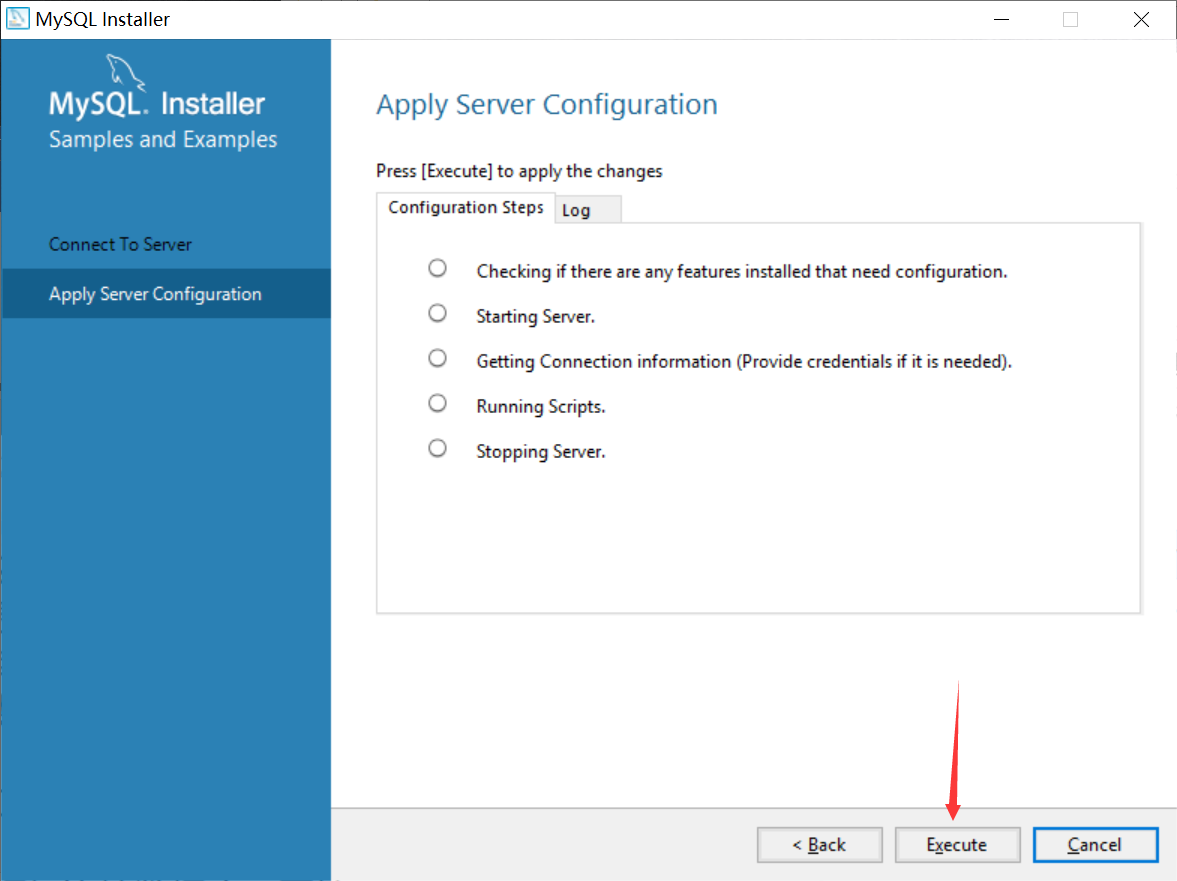 MySQL Installer
MySQL. Installer
Samples and Examples
Connect To Server
Apply Server Configuration
Apply Server Configuration
Press [Execute] to apply the changes
Configuration Steps
Log
Checking if there are any features installed that need configuration.
Starting Server.
Getting Connection information (Provide credentials if it is needed).
Running Scripts.
Stopping Server.
< Back
Execute
Cancel